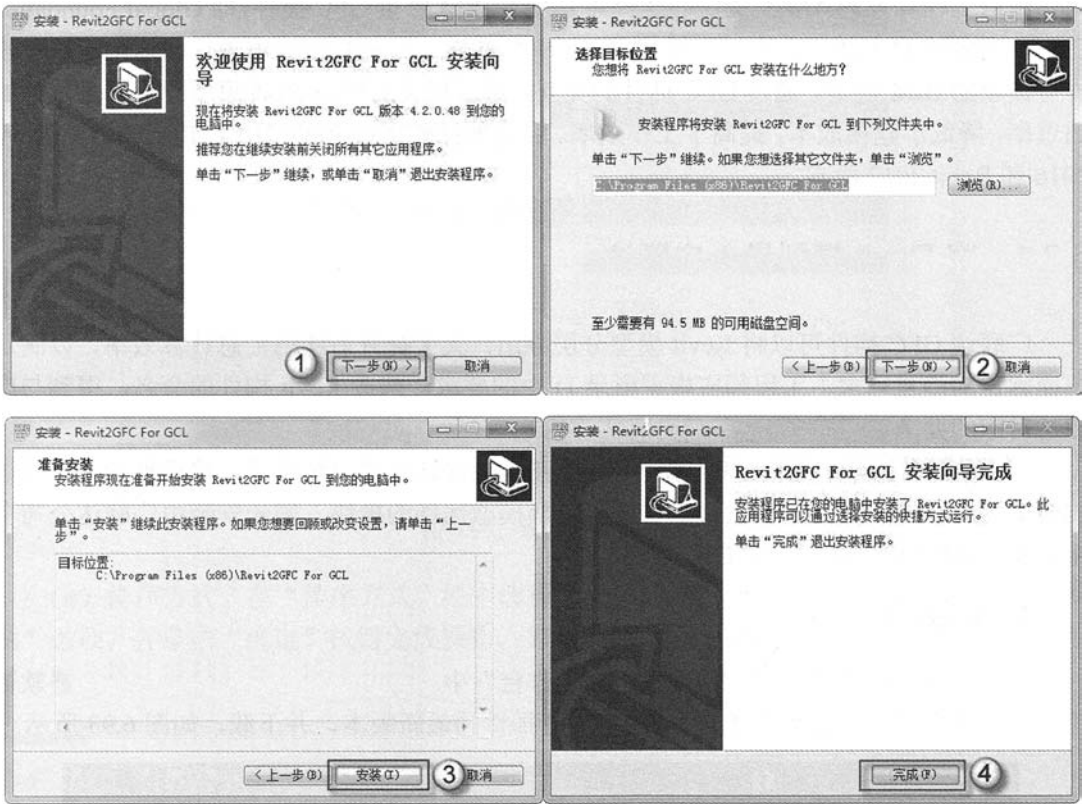 安装 - Revit2GFC For GCL
欢迎使用 Revit2GFC For GCL 安装向
导
现在将安装 Revit2GFC For GCL 版本 4.2.0.48 到您的
电脑中。
推荐您在继续安装前关闭所有其它应用程序。
单击“下一步”继续，或单击“取消”退出安装程序。
① 下一步(N) > 取消
安装 - Revit2GFC For GCL
选择目标位置
您想将 Revit2GFC For GCL 安装在什么地方?
安装程序将安装 Revit2GFC For GCL 到下列文件夹中。
单击“下一步”继续。如果您想选择其它文件夹，单击“浏览”。
C:\Program Files (x86)\Revit2GFC For GCL 浏览(R)...
至少需要有 94.5 MB 的可用磁盘空间。
< 上一步(B) 下一步(N) > ② 取消
安装 - Revit2GFC For GCL
准备安装
安装程序现在准备开始安装 Revit2GFC For GCL 到您的电脑中。
单击“安装”继续此安装程序。如果您想要回顾或改变设置，请单击“上一
步”。
目标位置:
C:\Program Files (x86)\Revit2GFC For GCL
< 上一步(B) 安装(I) ③ 取消
安装 - Revit2GFC For GCL
Revit2GFC For GCL 安装向导完成
安装程序已在您的电脑中安装了 Revit2GFC For GCL。此
应用程序可以通过选择安装的快捷方式运行。
单击“完成”退出安装程序。
完成(F) ④